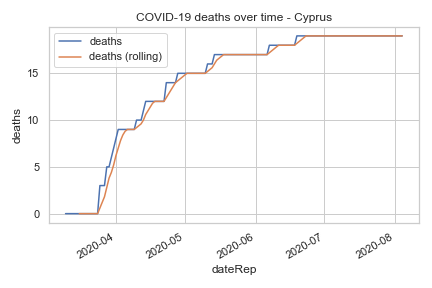 COVID-19 deaths over time - Cyprus
deaths
deaths (rolling)
deaths
15
10
5
0
2020-04
2020-05
2020-06
2020-07
2020-08
dateRep